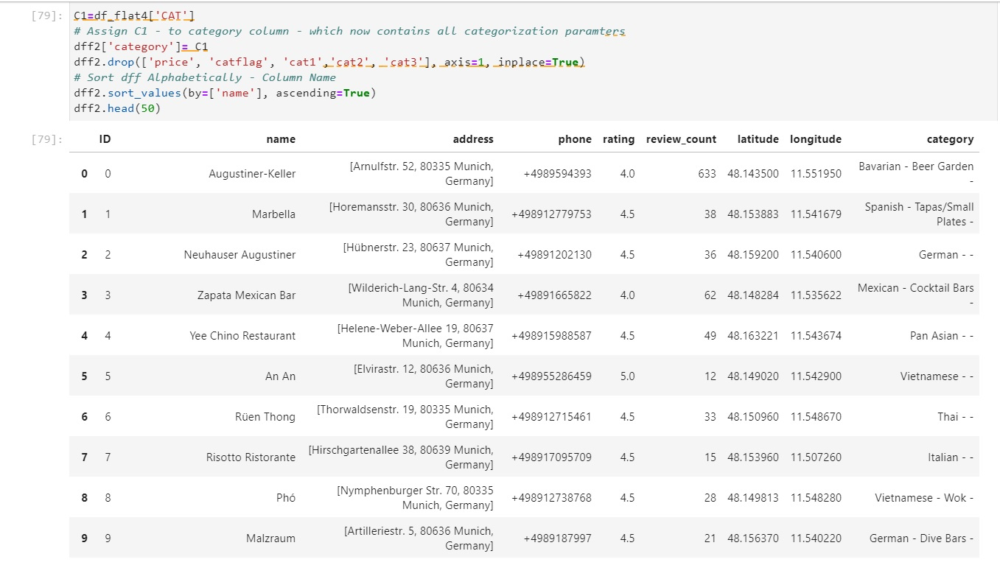 [79]: C1=df_flat4['CAT']
# Assign C1 - to category column - which now contains all categorization paramters
dff2['category']= C1
dff2.drop(['price', 'catflag', 'cat1','cat2', 'cat3'], axis=1, inplace=True)
# Sort dff Alphabetically - Column Name
dff2.sort_values(by=['name'], ascending=True)
dff2.head(50)
[79]: ID name address phone rating review_count latitude longitude category
0 0 Augustiner-Keller [Arnulfstr. 52, 80335 Munich, +4989594393 4.0 633 48.143500 11.551950 Bavarian - Beer Garden
Germany] -
1 1 Marbella [Horemansstr. 30, 80636 Munich, +498912779753 4.5 38 48.153883 11.541679 Spanish - Tapas/Small
Germany] Plates -
2 2 Neuhauser Augustiner [Hübnerstr. 23, 80637 Munich, +49891202130 4.5 36 48.159200 11.540600 German - -
Germany]
3 3 Zapata Mexican Bar [Wilderich-Lang-Str. 4, 80634 +49891665822 4.0 62 48.148284 11.535622 Mexican - Cocktail Bars
Munich, Germany] -
4 4 Yee Chino Restaurant [Helene-Weber-Allee 19, 80637 +498915988587 4.5 49 48.163221 11.543674 Pan Asian - -
Munich, Germany]
5 5 An An [Elvirastr. 12, 80636 Munich, +498955286459 5.0 12 48.149020 11.542900 Vietnamese - -
Germany]
6 6 Rüen Thong [Thorwaldsenstr. 19, 80335 Munich, +498912715461 4.5 33 48.150960 11.548670 Thai - -
Germany]
7 7 Risotto Ristorante [Hirschgartenallee 38, 80639 Munich, +498917095709 4.5 15 48.153960 11.507260 Italian - -
Germany]
8 8 Phó [Nymphenburger Str. 70, 80335 +498912738768 4.5 28 48.149813 11.548280 Vietnamese - Wok -
Munich, Germany]
9 9 Malzraum [Artilleriestr. 5, 80636 Munich, +4989187997 4.5 21 48.156370 11.540220 German - Dive Bars -
Germany]